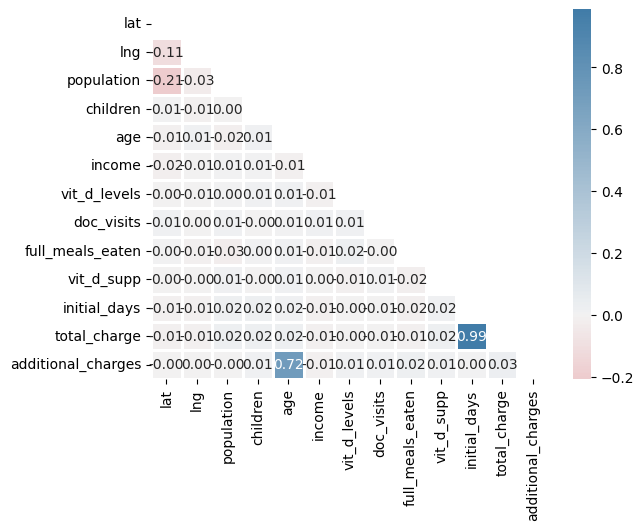 lat
lng -0.11
population -0.21 -0.03
children 0.01 -0.01 0.00
age -0.01 0.01 -0.02 0.01
income -0.02 -0.01 0.01 0.01 -0.01
vit_d_levels 0.00 -0.01 0.00 0.01 0.01 -0.01
doc_visits 0.01 0.00 0.01 -0.00 0.01 0.01 0.01
full_meals_eaten 0.00 -0.01 -0.03 0.00 0.01 -0.01 0.02 -0.00
vit_d_supp 0.00 -0.00 0.01 -0.00 0.01 0.00 -0.01 0.01 -0.02
initial_days -0.01 -0.01 0.02 0.02 0.02 -0.01 -0.00 -0.01 -0.02 0.02
total_charge -0.01 -0.01 0.02 0.02 0.02 -0.01 -0.00 -0.01 -0.01 0.02 0.99
additional_charges -0.00 0.00 -0.00 0.01 0.72 -0.01 0.01 0.01 0.02 0.01 0.00 0.03
lat
lng
population
children
age
income
vit_d_levels
doc_visits
full_meals_eaten
vit_d_supp
initial_days
total_charge
additional_charges
0.8
0.6
0.4
0.2
0.0
−0.2